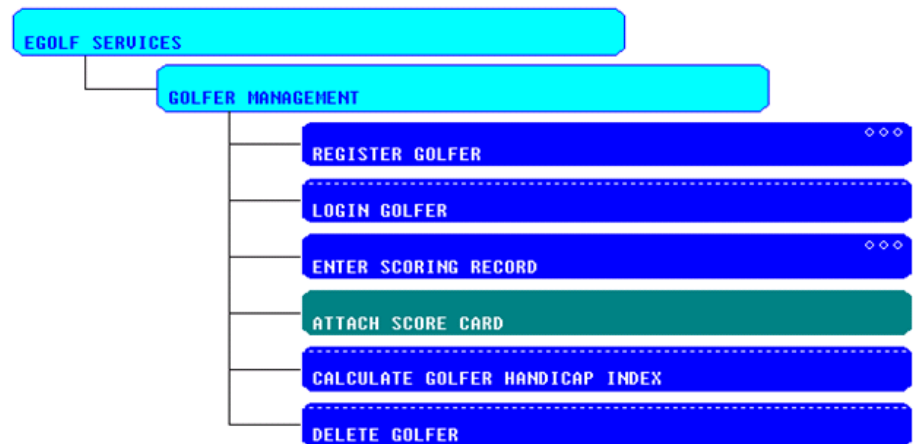 EGOLF SERVICES
GOLFER MANAGEMENT
REGISTER GOLFER
LOGIN GOLFER
ENTER SCORING RECORD
ATTACH SCORE CARD
CALCULATE GOLFER HANDICAP INDEX
DELETE GOLFER